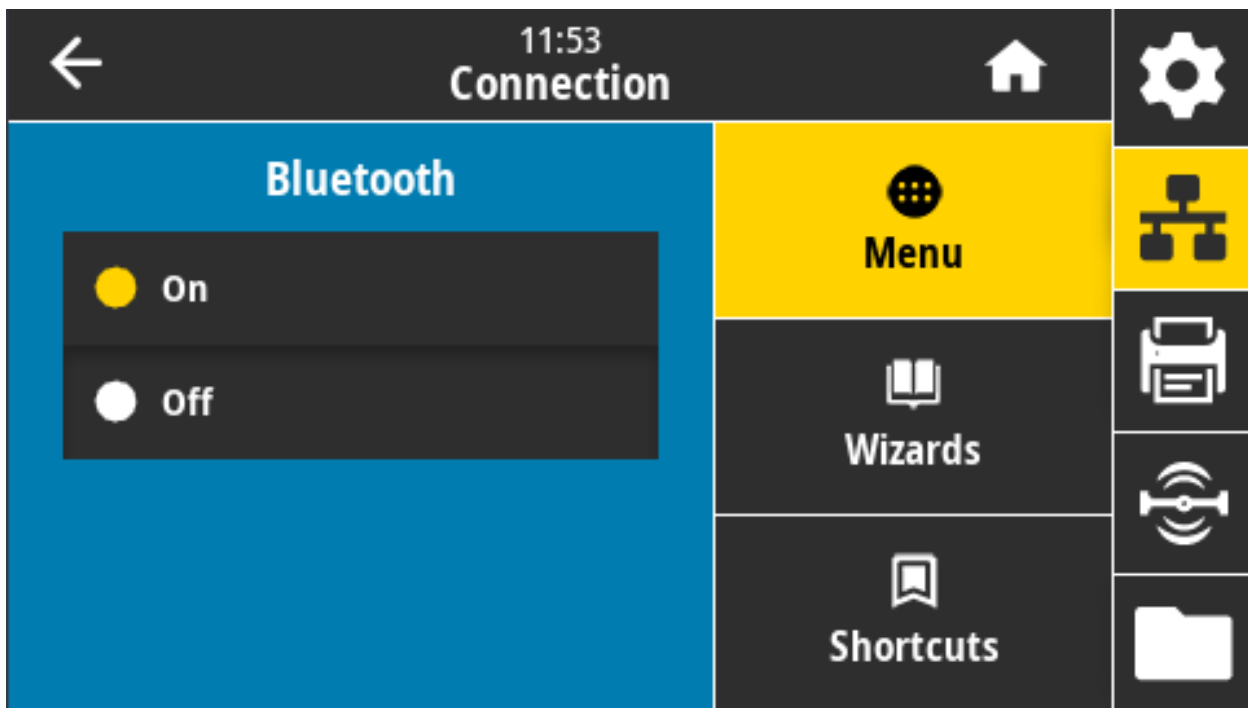 11:53
Connection
Bluetooth
On
Off
Menu
Wizards
Shortcuts